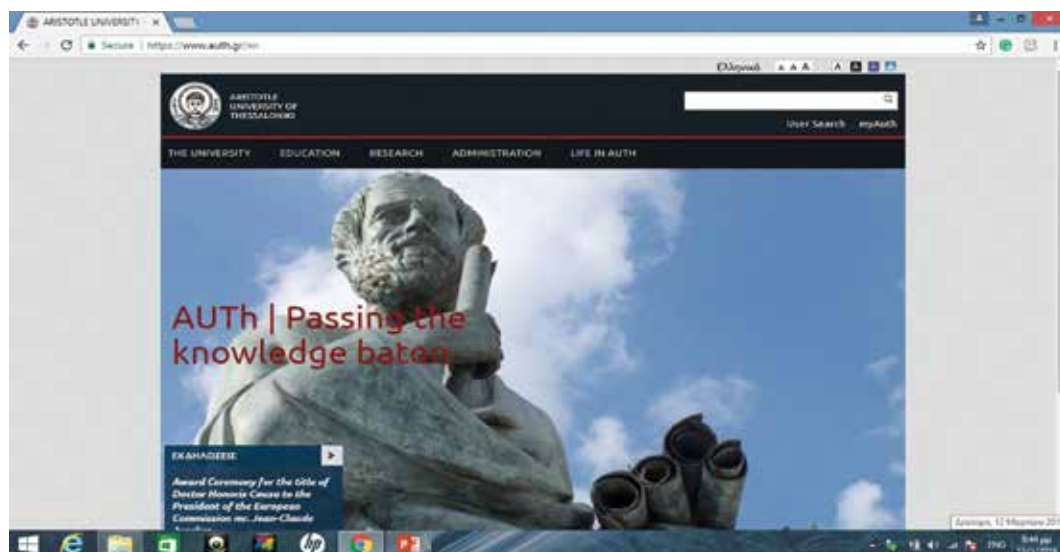 ARISTOTLE UNIVERSITY
Secure https://www.auth.gr/en
Ελληνικά A A A A A A A
ARISTOTLE
UNIVERSITY OF
THESSALONIKI
User Search myAuth
THE UNIVERSITY EDUCATION RESEARCH ADMINISTRATION LIFE IN AUTH
AUTh | Passing the
knowledge baton
ΕΚΔΗΛΩΣΕΙΣ
Award Ceremony for the title of
Doctor Honoris Causa to the
President of the European
Commission mr. Jean-Claude
hp
ENG